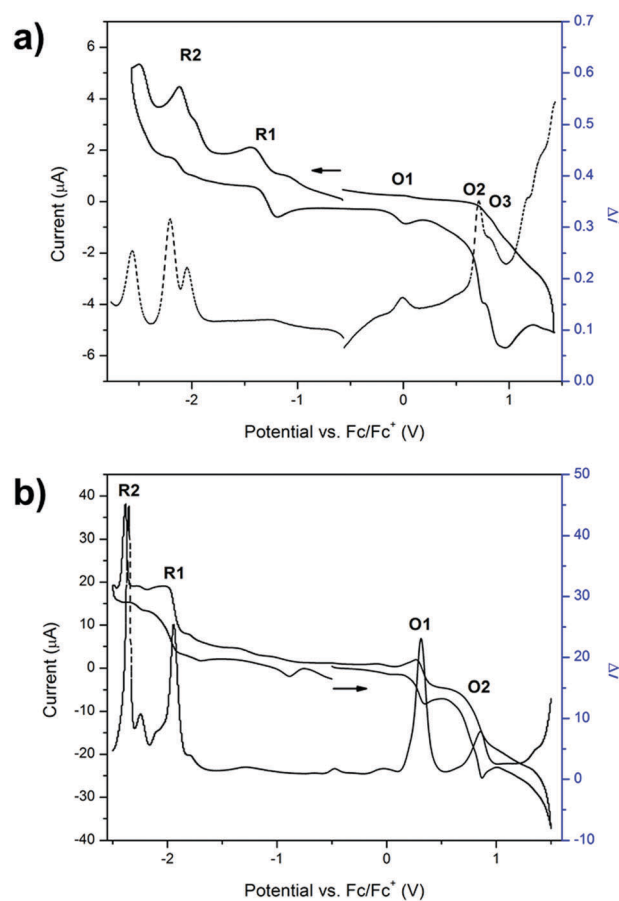 a)
R2
R1
O1
O2 O3
6
4
2
0
-2
-4
-6
Current (μA)
0.7
0.6
0.5
0.4
0.3
0.2
0.1
0.0
ΔI
-2 -1 0 1
Potential vs. Fc/Fc⁺ (V)
b)
R2
R1
O1
O2
40
30
20
10
0
-10
-20
-30
-40
Current (μA)
50
40
30
20
10
0
-10
ΔI
-2 -1 0 1
Potential vs. Fc/Fc⁺ (V)